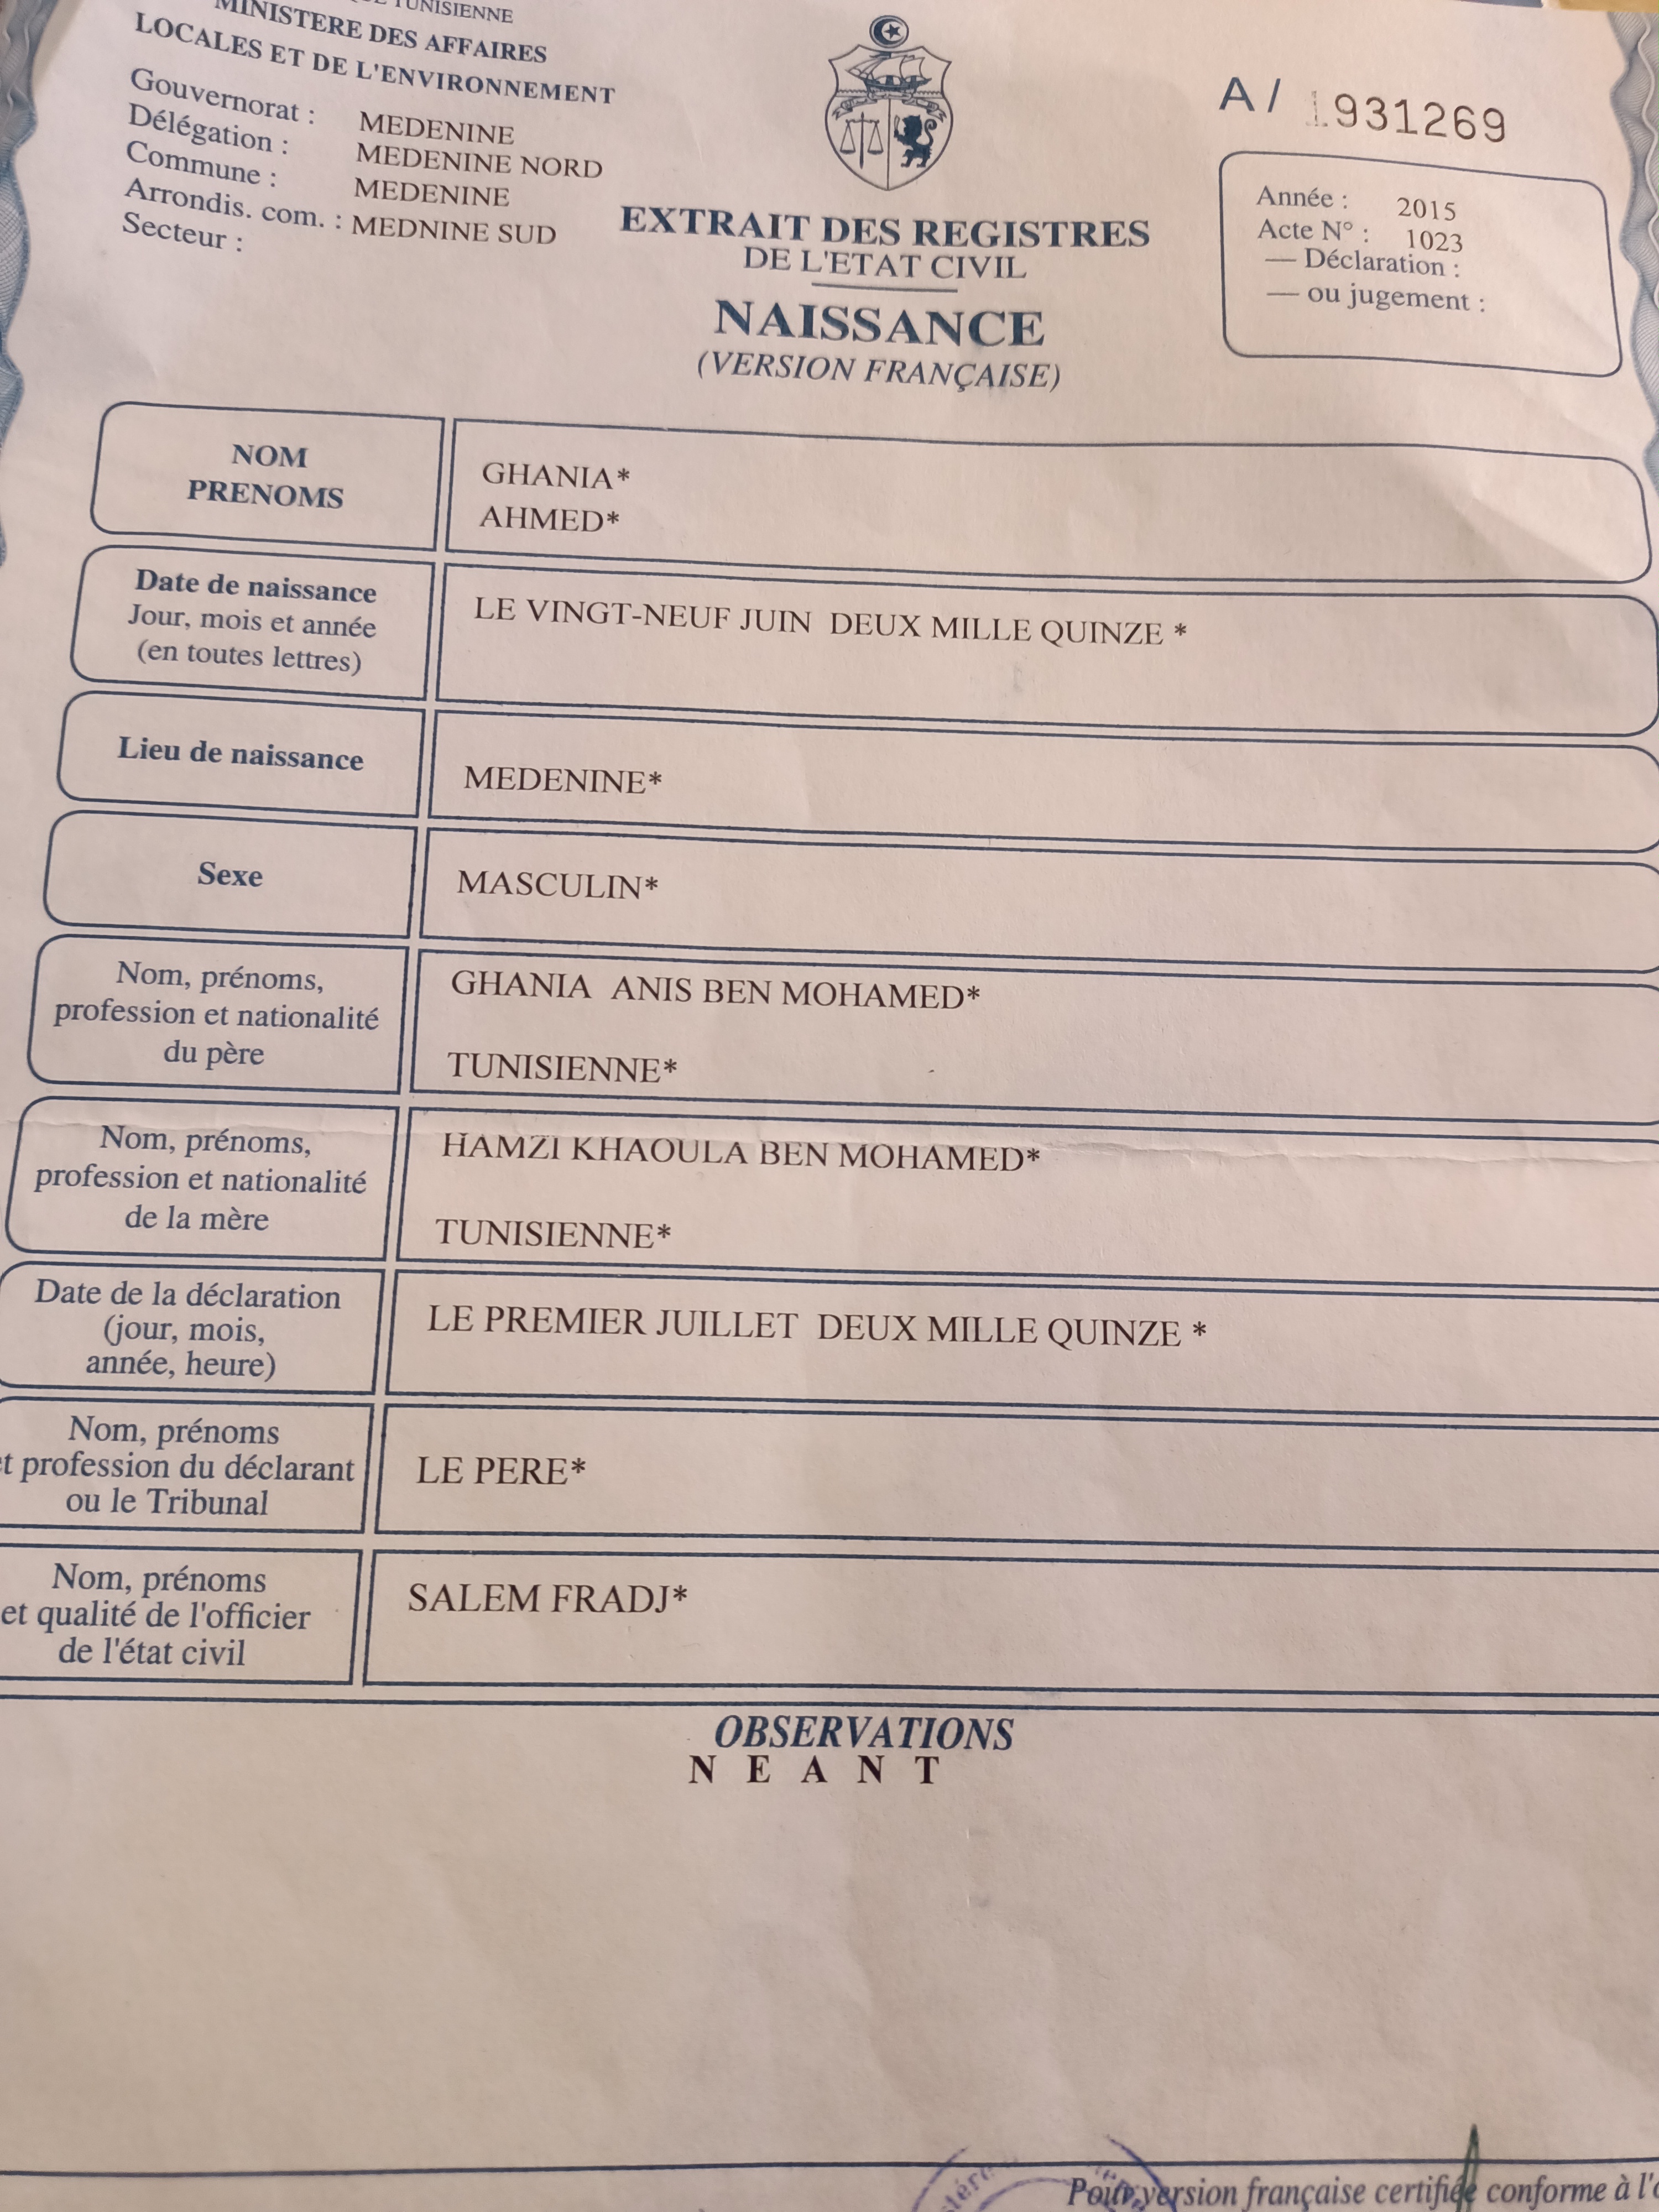 TUNISIENNE
MINISTERE DES AFFAIRES
LOCALES ET DE L'ENVIRONNEMENT
Gouvernorat : MEDENINE
Délégation : MEDENINE NORD
Commune : MEDENINE
Arrondis. com. : MEDNINE SUD
Secteur :
A / 1931269
Année : 2015
Acte N° : 1023
— Déclaration :
— ou jugement :
EXTRAIT DES REGISTRES
DE L'ETAT CIVIL
NAISSANCE
(VERSION FRANÇAISE)
NOM
PRENOMS
GHANIA*
AHMED*
Date de naissance
Jour, mois et année
(en toutes lettres)
LE VINGT-NEUF JUIN DEUX MILLE QUINZE *
Lieu de naissance
MEDENINE*
Sexe
MASCULIN*
Nom, prénoms,
profession et nationalité
du père
GHANIA ANIS BEN MOHAMED*
TUNISIENNE*
Nom, prénoms,
profession et nationalité
de la mère
HAMZI KHAOULA BEN MOHAMED*
TUNISIENNE*
Date de la déclaration
(jour, mois,
année, heure)
LE PREMIER JUILLET DEUX MILLE QUINZE *
Nom, prénoms
t profession du déclarant
ou le Tribunal
LE PERE*
Nom, prénoms
et qualité de l'officier
de l'état civil
SALEM FRADJ*
OBSERVATIONS
N E A N T
Pour version française certifiée conforme à l'